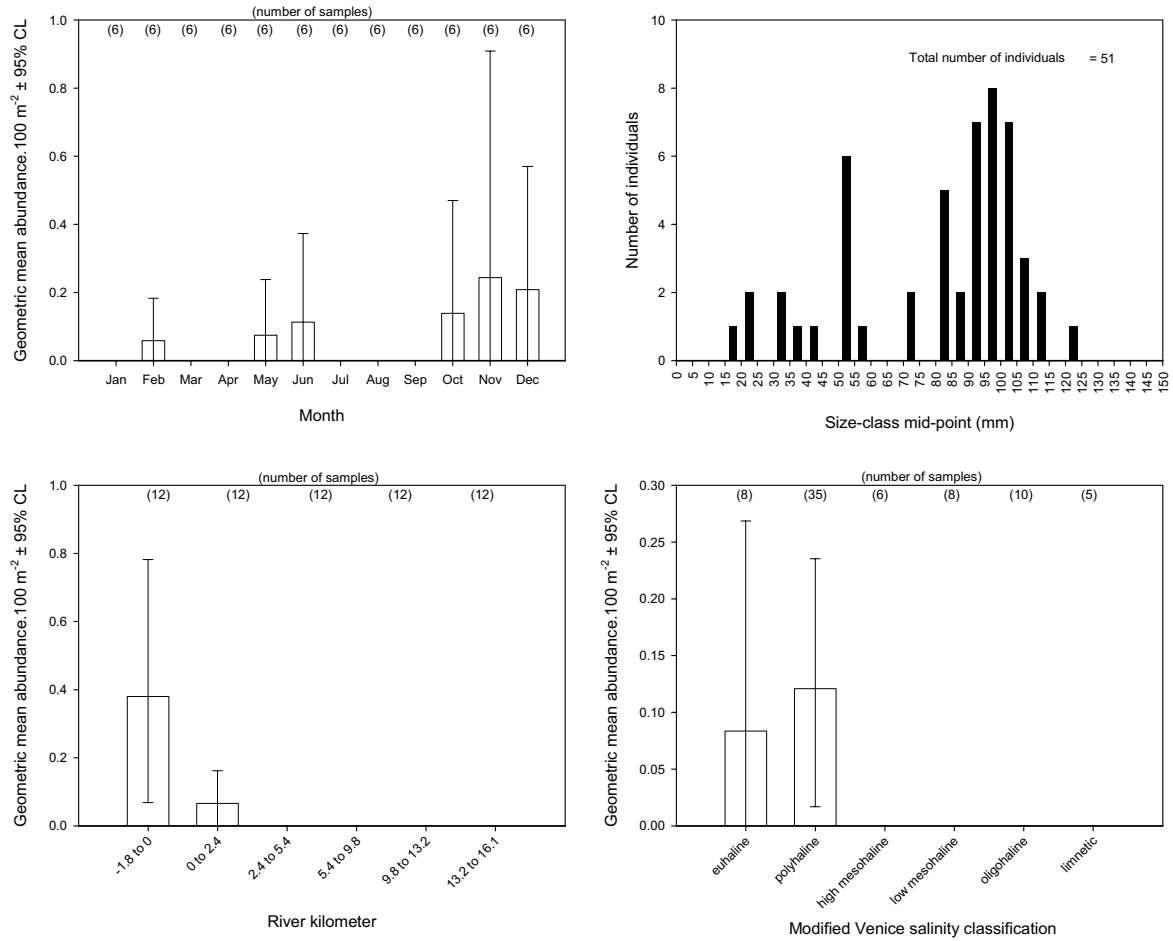 (number of samples)
(6) (6) (6) (6) (6) (6) (6) (6) (6) (6) (6) (6)
Geometric mean abundance.100 m-2 ± 95% CL
1.0
0.8
0.6
0.4
0.2
0.0
Jan Feb Mar Apr May Jun Jul Aug Sep Oct Nov Dec
Month
Total number of individuals = 51
Number of individuals
10
8
6
4
2
0
0 5 10 15 20 25 30 35 40 45 50 55 60 65 70 75 80 85 90 95 100 105 110 115 120 125 130 135 140 145 150
Size-class mid-point (mm)
(number of samples)
(12) (12) (12) (12) (12)
Geometric mean abundance.100 m-2 ± 95% CL
1.0
0.8
0.6
0.4
0.2
0.0
-1.8 to 0 0 to 2.4 2.4 to 5.4 5.4 to 9.8 9.8 to 13.2 13.2 to 16.1
River kilometer
(number of samples)
(8) (35) (6) (8) (10) (5)
Geometric mean abundance.100 m-2 ± 95% CL
0.30
0.25
0.20
0.15
0.10
0.05
0.00
euhaline polyhaline high mesohaline low mesohaline oligohaline limnetic
Modified Venice salinity classification